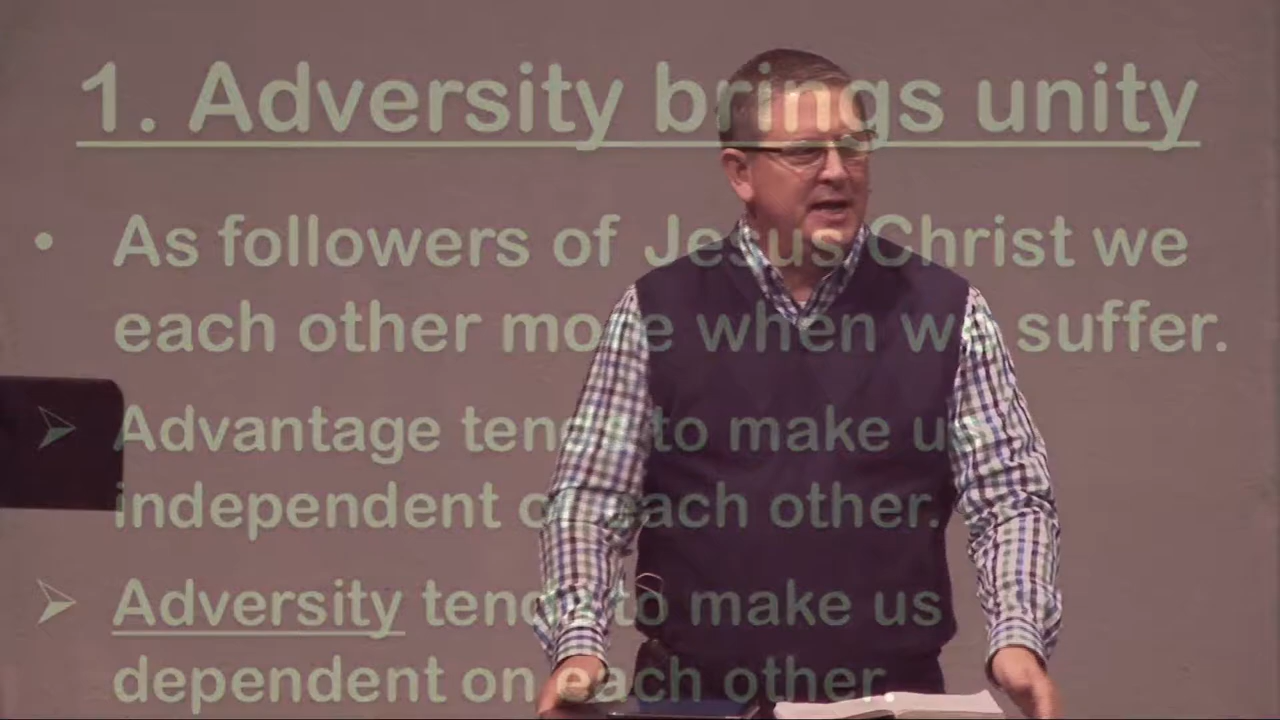 1. Adversity brings unity
• As followers of Jesus Christ we
each other more when we suffer.
➢ Advantage tends to make us
independent of each other.
➢ Adversity tends to make us
dependent on each other.